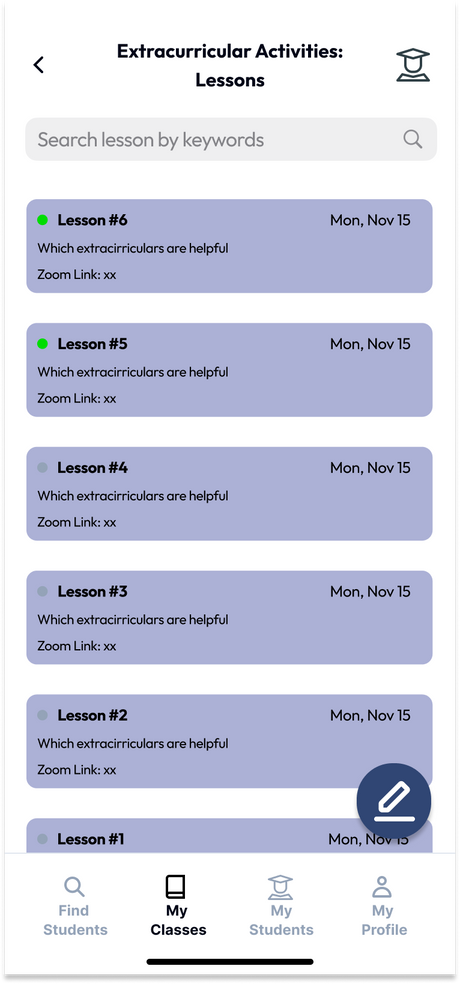 Extracurricular Activities:
Lessons
Search lesson by keywords
Lesson #6 Mon, Nov 15
Which extracirriculars are helpful
Zoom Link: xx
Lesson #5 Mon, Nov 15
Which extracirriculars are helpful
Zoom Link: xx
Lesson #4 Mon, Nov 15
Which extracirriculars are helpful
Zoom Link: xx
Lesson #3 Mon, Nov 15
Which extracirriculars are helpful
Zoom Link: xx
Lesson #2 Mon, Nov 15
Which extracirriculars are helpful
Zoom Link: xx
Lesson #1 Mon, Nov 15
Find Students
My Classes
My Students
My Profile